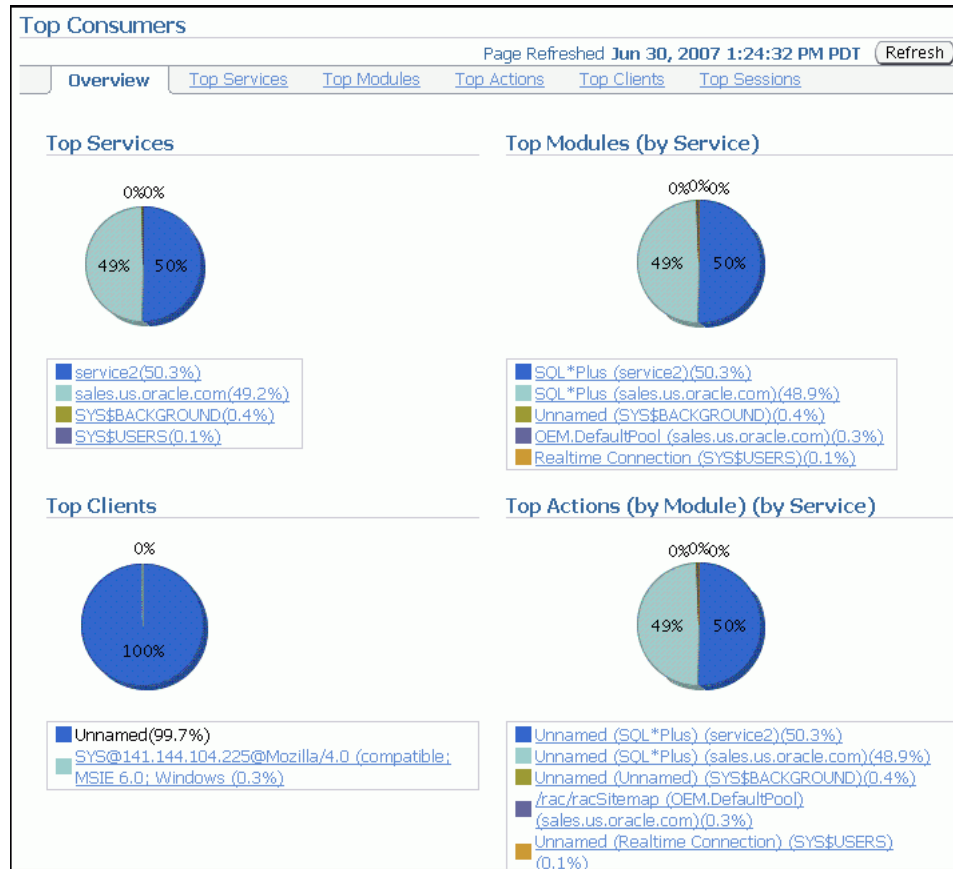 Top Consumers
Page Refreshed Jun 30, 2007 1:24:32 PM PDT Refresh
Overview Top Services Top Modules Top Actions Top Clients Top Sessions
Top Services
0%0%
49% 50%
service2(50.3%)
sales.us.oracle.com(49.2%)
SYS$BACKGROUND(0.4%)
SYS$USERS(0.1%)
Top Modules (by Service)
0%0%0%
49% 50%
SQL*Plus (service2)(50.3%)
SQL*Plus (sales.us.oracle.com)(48.9%)
Unnamed (SYS$BACKGROUND)(0.4%)
OEM.DefaultPool (sales.us.oracle.com)(0.3%)
Realtime Connection (SYS$USERS)(0.1%)
Top Clients
0%
100%
Unnamed(99.7%)
SYS@141.144.104.225@Mozilla/4.0 (compatible;
MSIE 6.0; Windows (0.3%)
Top Actions (by Module) (by Service)
0%0%0%
49% 50%
Unnamed (SQL*Plus) (service2)(50.3%)
Unnamed (SQL*Plus) (sales.us.oracle.com)(48.9%)
Unnamed (Unnamed) (SYS$BACKGROUND)(0.4%)
/rac/racSitemap (OEM.DefaultPool)
(sales.us.oracle.com)(0.3%)
Unnamed (Realtime Connection) (SYS$USERS)
(0.1%)